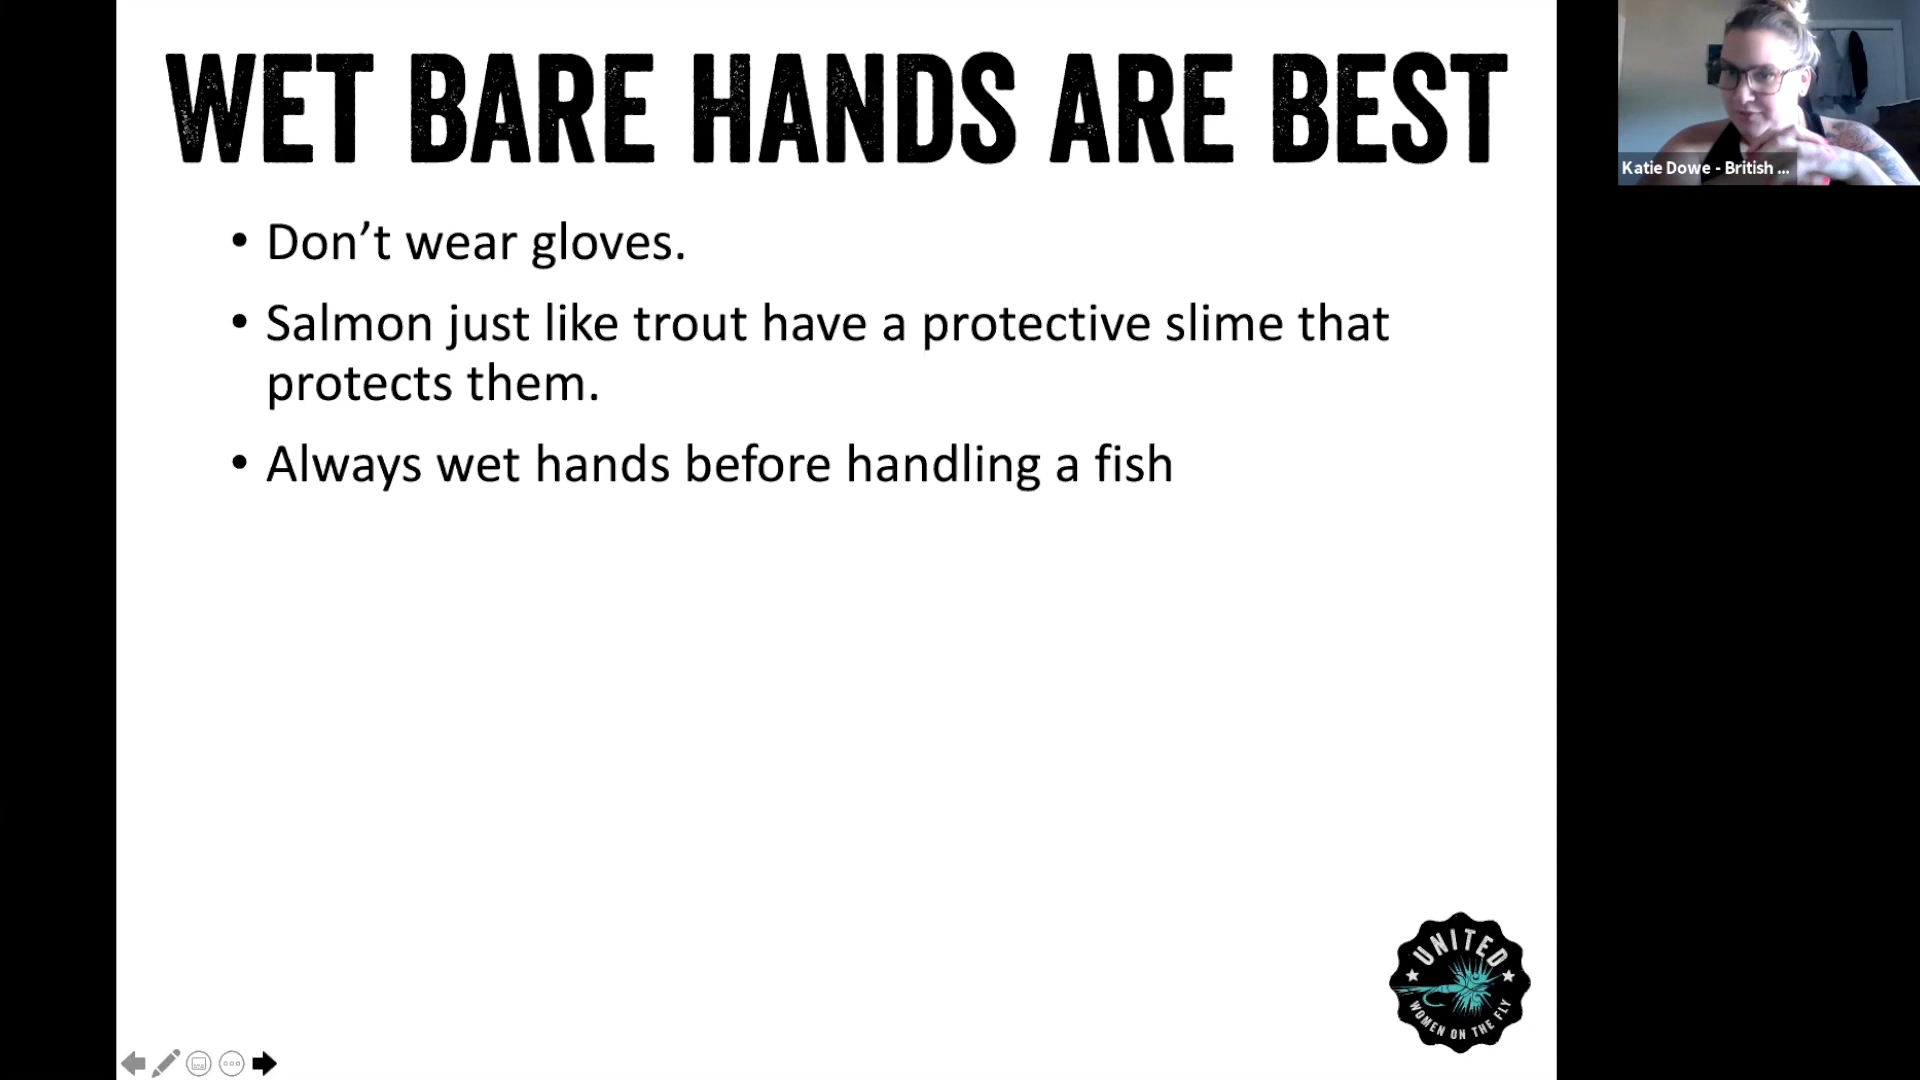 WET BARE HANDS ARE BEST
• Don’t wear gloves.
• Salmon just like trout have a protective slime that
protects them.
• Always wet hands before handling a fish
Katie Dowe - British ...
UNITED
WOMEN ON THE FLY